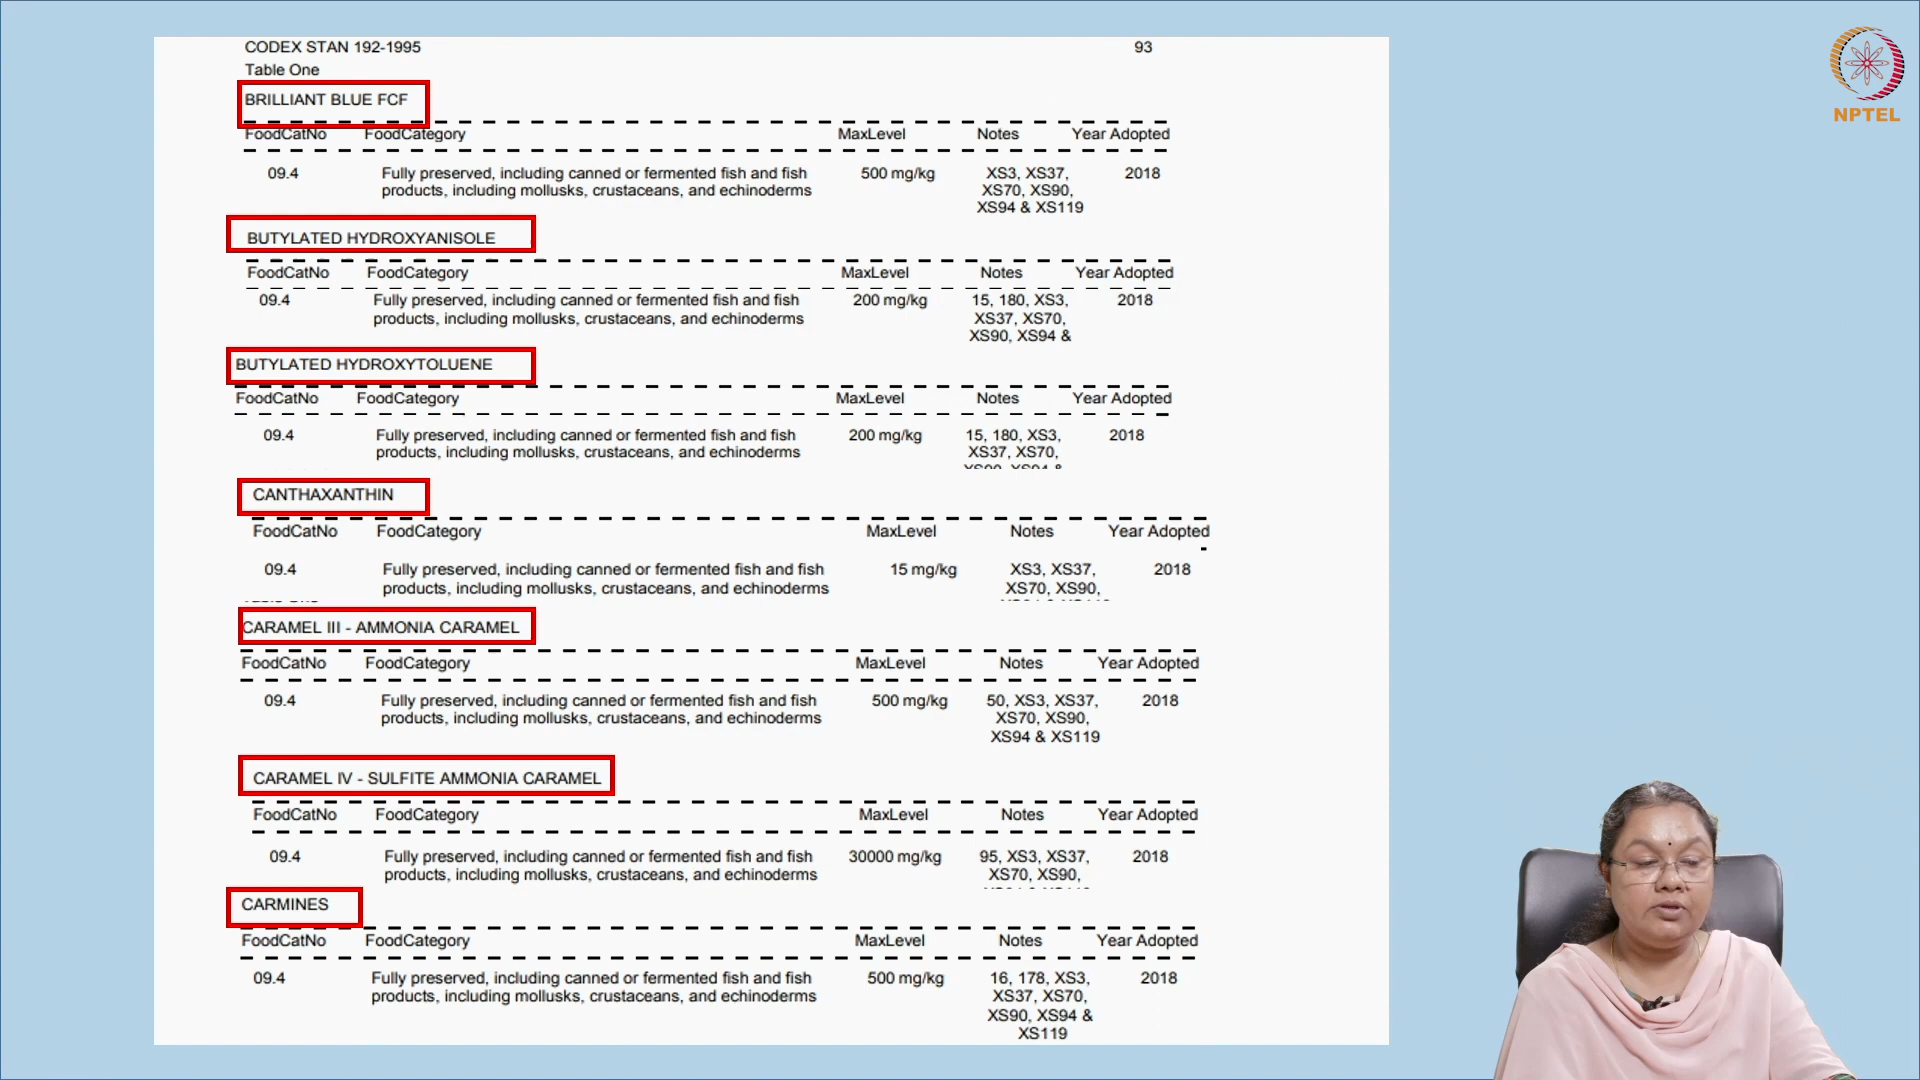 CODEX STAN 192-1995 93
Table One
BRILLIANT BLUE FCF
FoodCatNo FoodCategory MaxLevel Notes Year Adopted
09.4 Fully preserved, including canned or fermented fish and fish 500 mg/kg XS3, XS37, 2018
products, including mollusks, crustaceans, and echinoderms XS70, XS90,
XS94 & XS119
BUTYLATED HYDROXYANISOLE
FoodCatNo FoodCategory MaxLevel Notes Year Adopted
09.4 Fully preserved, including canned or fermented fish and fish 200 mg/kg 15, 180, XS3, 2018
products, including mollusks, crustaceans, and echinoderms XS37, XS70,
XS90, XS94 &
BUTYLATED HYDROXYTOLUENE
FoodCatNo FoodCategory MaxLevel Notes Year Adopted
09.4 Fully preserved, including canned or fermented fish and fish 200 mg/kg 15, 180, XS3, 2018
products, including mollusks, crustaceans, and echinoderms XS37, XS70,
CANTHAXANTHIN
FoodCatNo FoodCategory MaxLevel Notes Year Adopted
09.4 Fully preserved, including canned or fermented fish and fish 15 mg/kg XS3, XS37, 2018
products, including mollusks, crustaceans, and echinoderms XS70, XS90,
CARAMEL III - AMMONIA CARAMEL
FoodCatNo FoodCategory MaxLevel Notes Year Adopted
09.4 Fully preserved, including canned or fermented fish and fish 500 mg/kg 50, XS3, XS37, 2018
products, including mollusks, crustaceans, and echinoderms XS70, XS90,
XS94 & XS119
CARAMEL IV - SULFITE AMMONIA CARAMEL
FoodCatNo FoodCategory MaxLevel Notes Year Adopted
09.4 Fully preserved, including canned or fermented fish and fish 30000 mg/kg 95, XS3, XS37, 2018
products, including mollusks, crustaceans, and echinoderms XS70, XS90,
CARMINES
FoodCatNo FoodCategory MaxLevel Notes Year Adopted
09.4 Fully preserved, including canned or fermented fish and fish 500 mg/kg 16, 178, XS3, 2018
products, including mollusks, crustaceans, and echinoderms XS37, XS70,
XS90, XS94 &
XS119
NPTEL